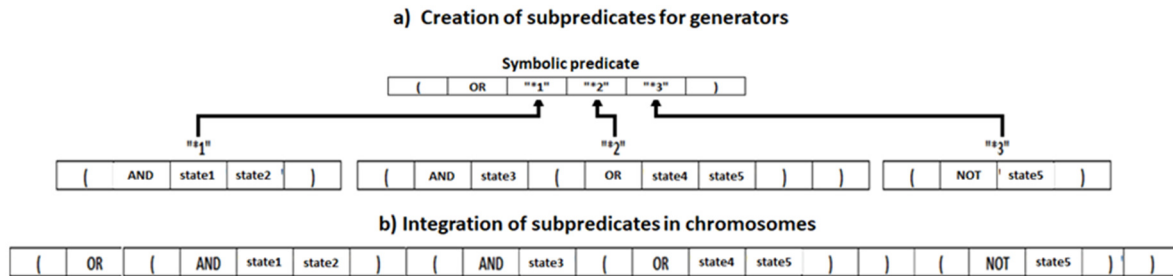 a) Creation of subpredicates for generators
Symbolic predicate
( OR "*1" "*2" "*3" )
"*1" "*2" "*3"
( AND state1 state2 ) ( AND state3 ( OR state4 state5 ) ) ( NOT state5 )
b) Integration of subpredicates in chromosomes
( OR ( AND state1 state2 ) ( AND state3 ( OR state4 state5 ) ) ( NOT state5 ) )